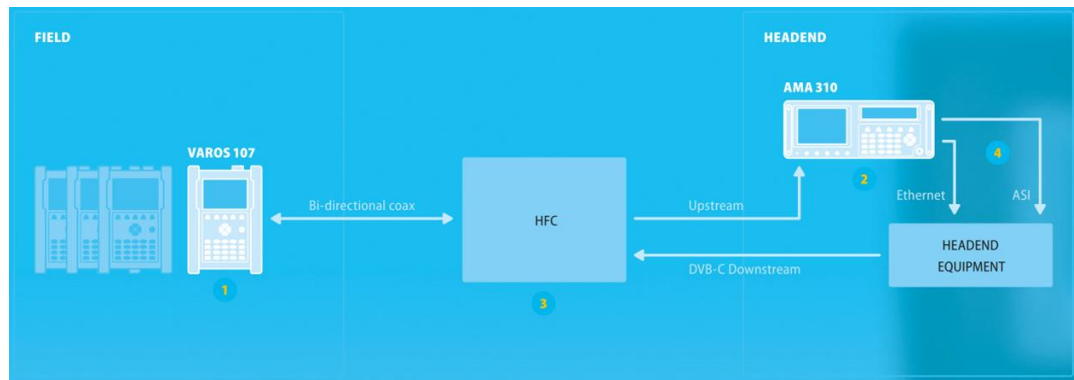 FIELD
HEADEND
AMA 310
VAROS 107
4
2
Ethernet
ASI
Bi-directional coax
HFC
Upstream
HEADEND
EQUIPMENT
DVB-C Downstream
1
3